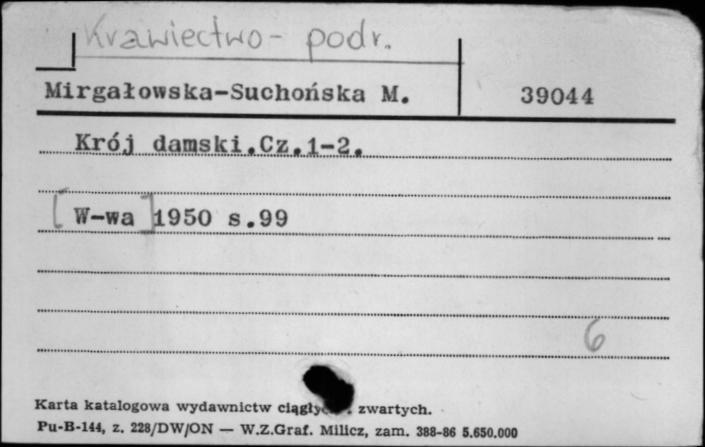 Krawiectwo - podr.
Mirgałowska-Suchońska M. 39044
Krój damski.Cz.1-2.
[W-wa] 1950 s.99
6
Karta katalogowa wydawnictw zwartych.
Pu-B-144, z. 228/DW/ON — W.Z.Graf. Milicz, zam. 388-86 5.650.000